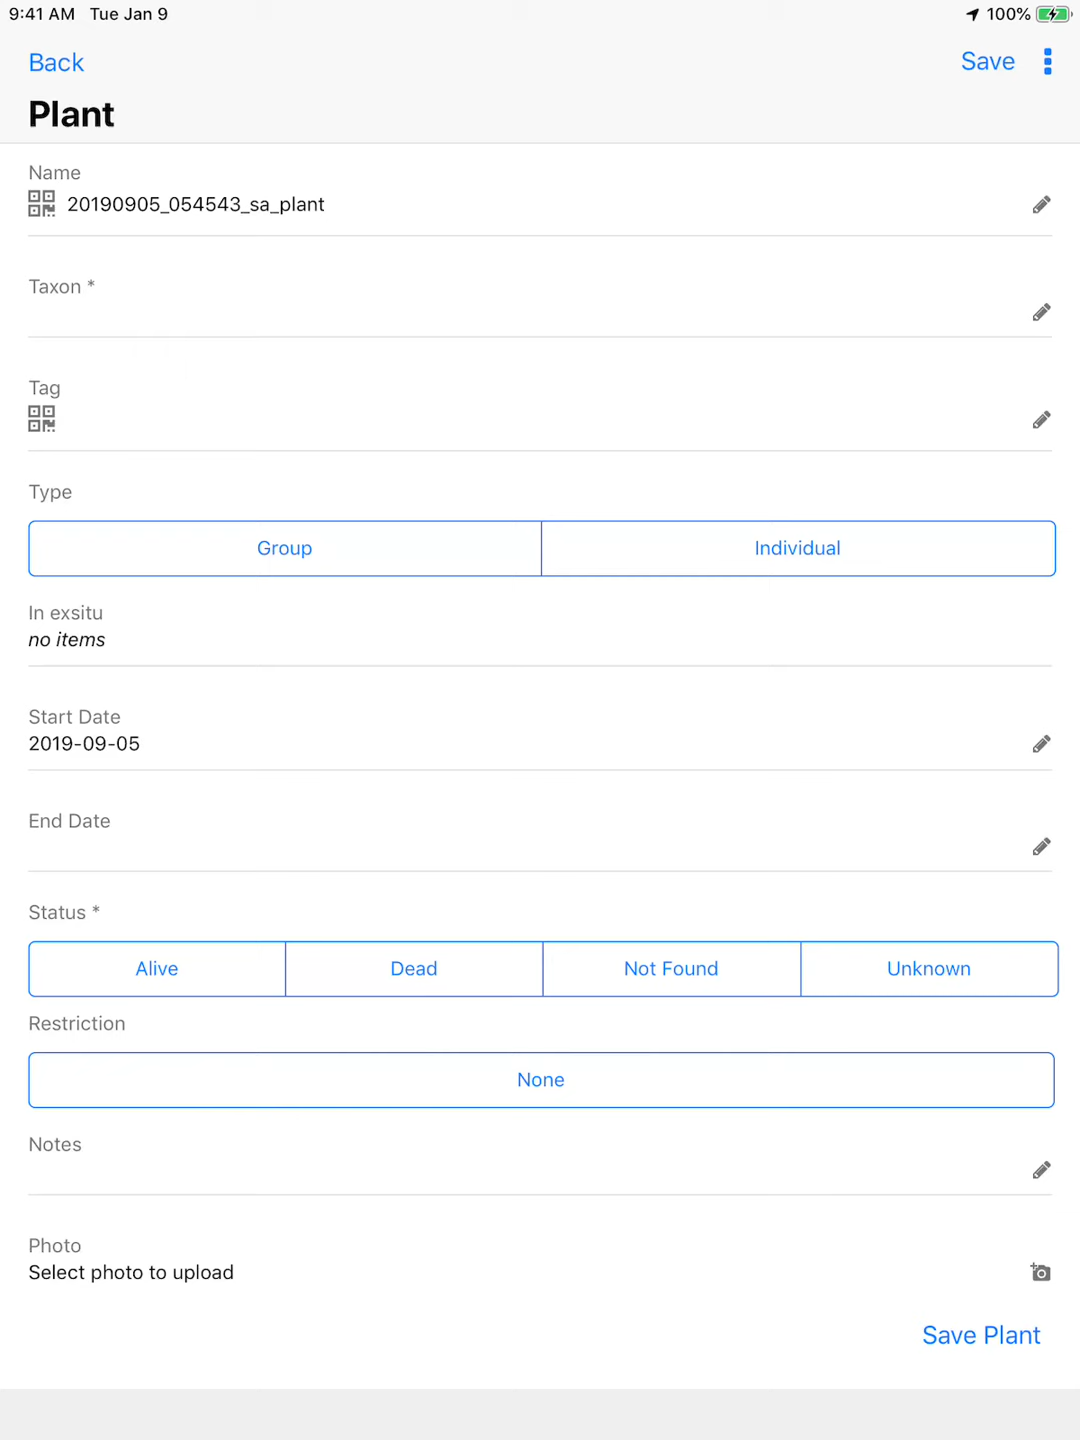 9:41 AM Tue Jan 9 100%
Back Save
Plant
Name
20190905_054543_sa_plant
Taxon *
Tag
Type
Group Individual
In exsitu
no items
Start Date
2019-09-05
End Date
Status *
Alive Dead Not Found Unknown
Restriction
None
Notes
Photo
Select photo to upload
Save Plant